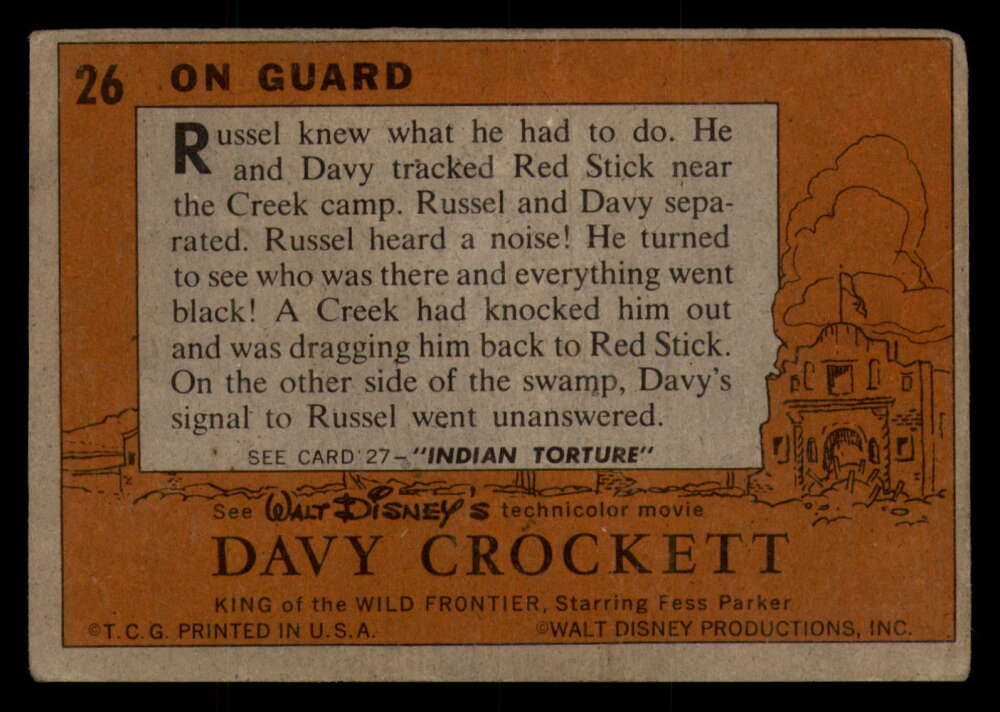 26 ON GUARD
Russel knew what he had to do. He
and Davy tracked Red Stick near
the Creek camp. Russel and Davy sepa-
rated. Russel heard a noise! He turned
to see who was there and everything went
black! A Creek had knocked him out
and was dragging him back to Red Stick.
On the other side of the swamp, Davy's
signal to Russel went unanswered.
SEE CARD 27—"INDIAN TORTURE"
See WALT DISNEY'S technicolor movie
DAVY CROCKETT
KING of the WILD FRONTIER, Starring Fess Parker
©T.C.G. PRINTED IN U.S.A. ©WALT DISNEY PRODUCTIONS, INC.